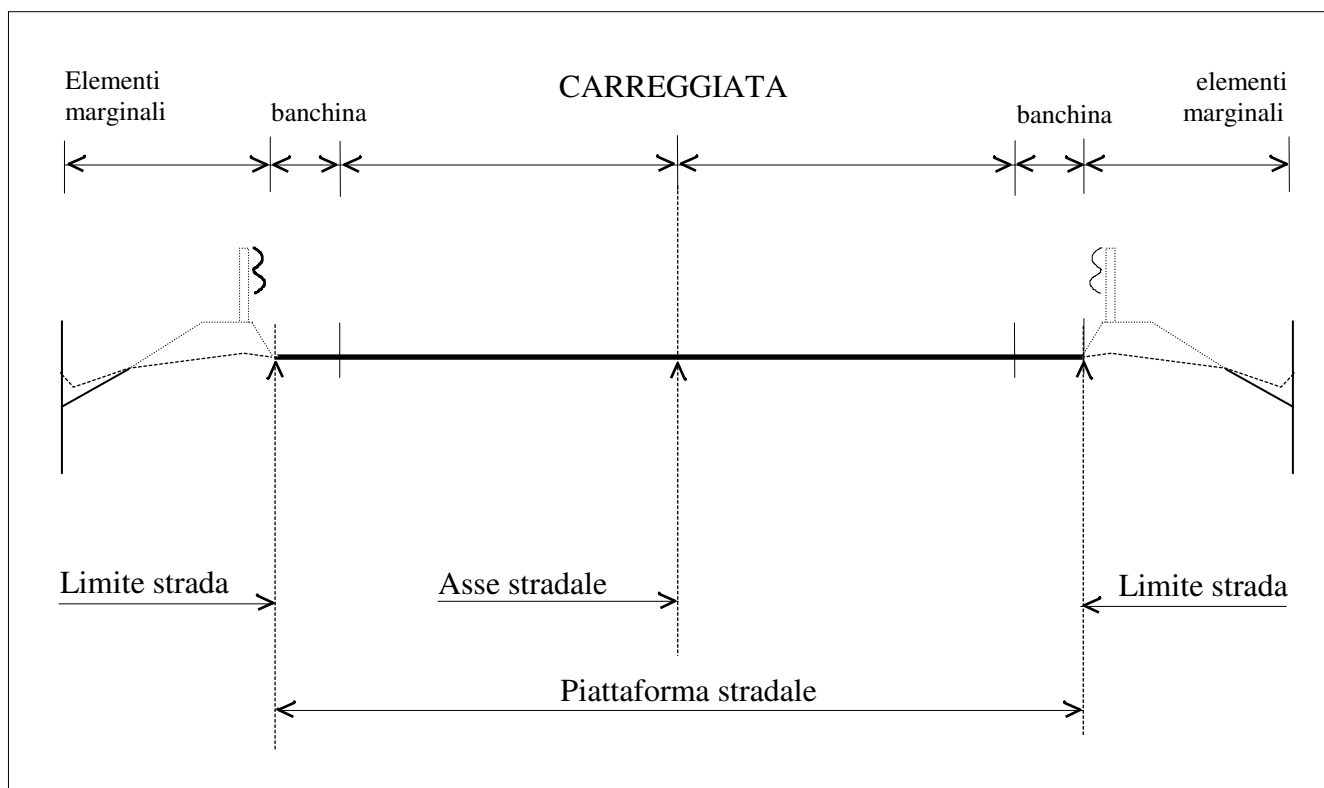 Elementi
marginali
banchina
CARREGGIATA
banchina
elementi
marginali
Limite strada
Asse stradale
Limite strada
Piattaforma stradale